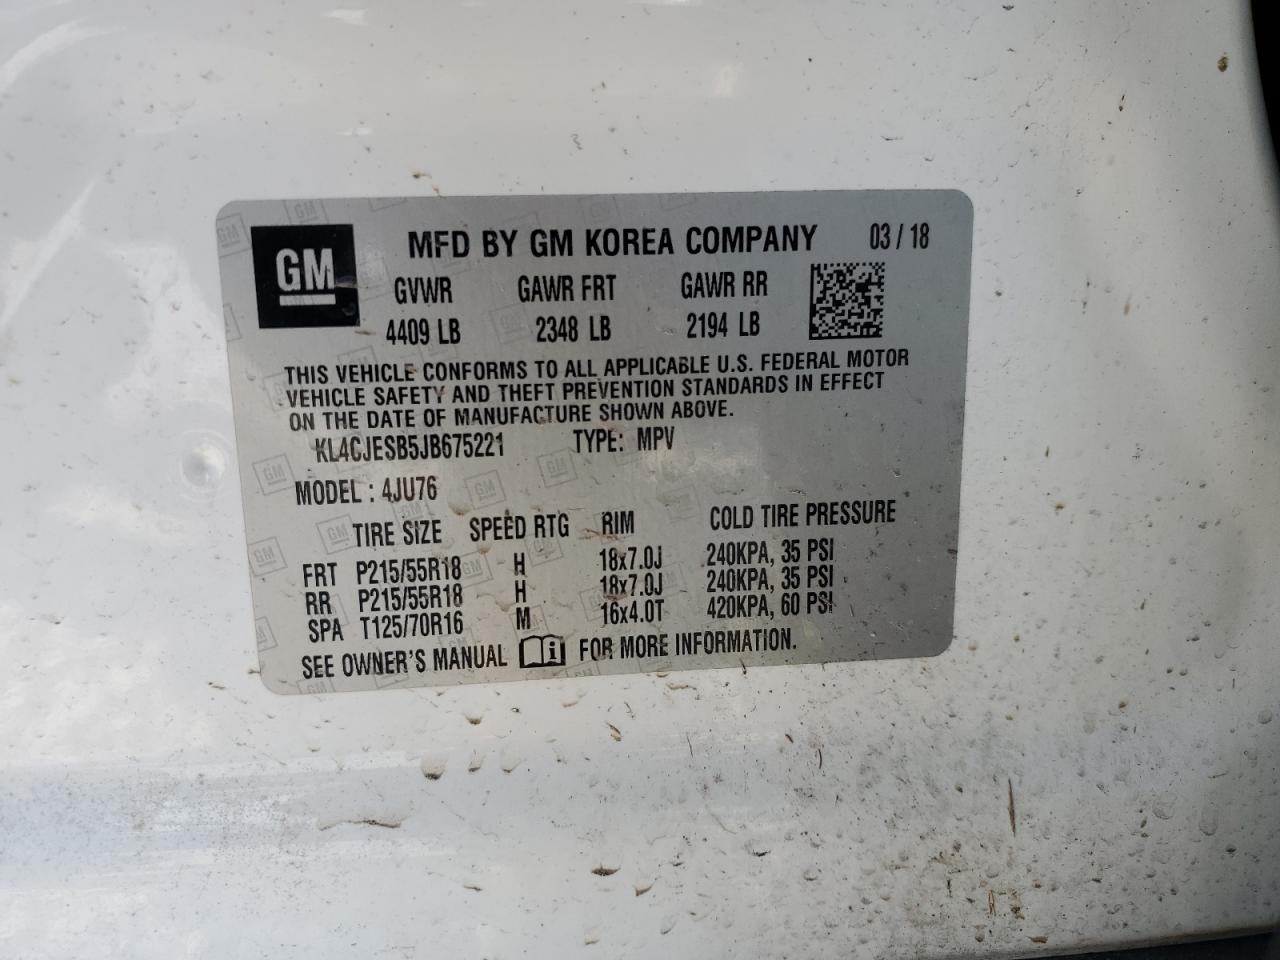 GM
MFD BY GM KOREA COMPANY 03 / 18
GVWR GAWR FRT GAWR RR
4409 LB 2348 LB 2194 LB
THIS VEHICLE CONFORMS TO ALL APPLICABLE U.S. FEDERAL MOTOR
VEHICLE SAFETY AND THEFT PREVENTION STANDARDS IN EFFECT
ON THE DATE OF MANUFACTURE SHOWN ABOVE.
KL4CJESB5JB675221 TYPE: MPV
MODEL : 4JU76
TIRE SIZE SPEED RTG RIM COLD TIRE PRESSURE
FRT P215/55R18 H 18x7.0J 240KPA, 35 PSI
RR P215/55R18 H 18x7.0J 240KPA, 35 PSI
SPA T125/70R16 M 16x4.0T 420KPA, 60 PSI
SEE OWNER'S MANUAL i FOR MORE INFORMATION.